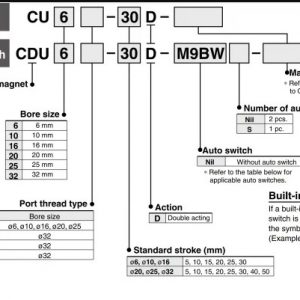 CU 6 - 30 D -
h CDU 6 - 30 D - M9BW -
magnet
Bore size
6 6 mm
10 10 mm
16 16 mm
20 20 mm
25 25 mm
32 32 mm
Port thread type
Bore size
ø6, ø10, ø16, ø20, ø25
ø32
ø32
ø32
Action
D Double acting
Standard stroke (mm)
ø6, ø10, ø16 5, 10, 15, 20, 25, 30
ø20, ø25, ø32 5, 10, 15, 20, 25, 30, 40, 50
Ma
Number of au
Nil 2 pcs.
S 1 pc.
Auto switch
Nil Without auto switch
* Refer to the table below for
applicable auto switches.
Built-in
If a built-i
switch is
the symb
(Example